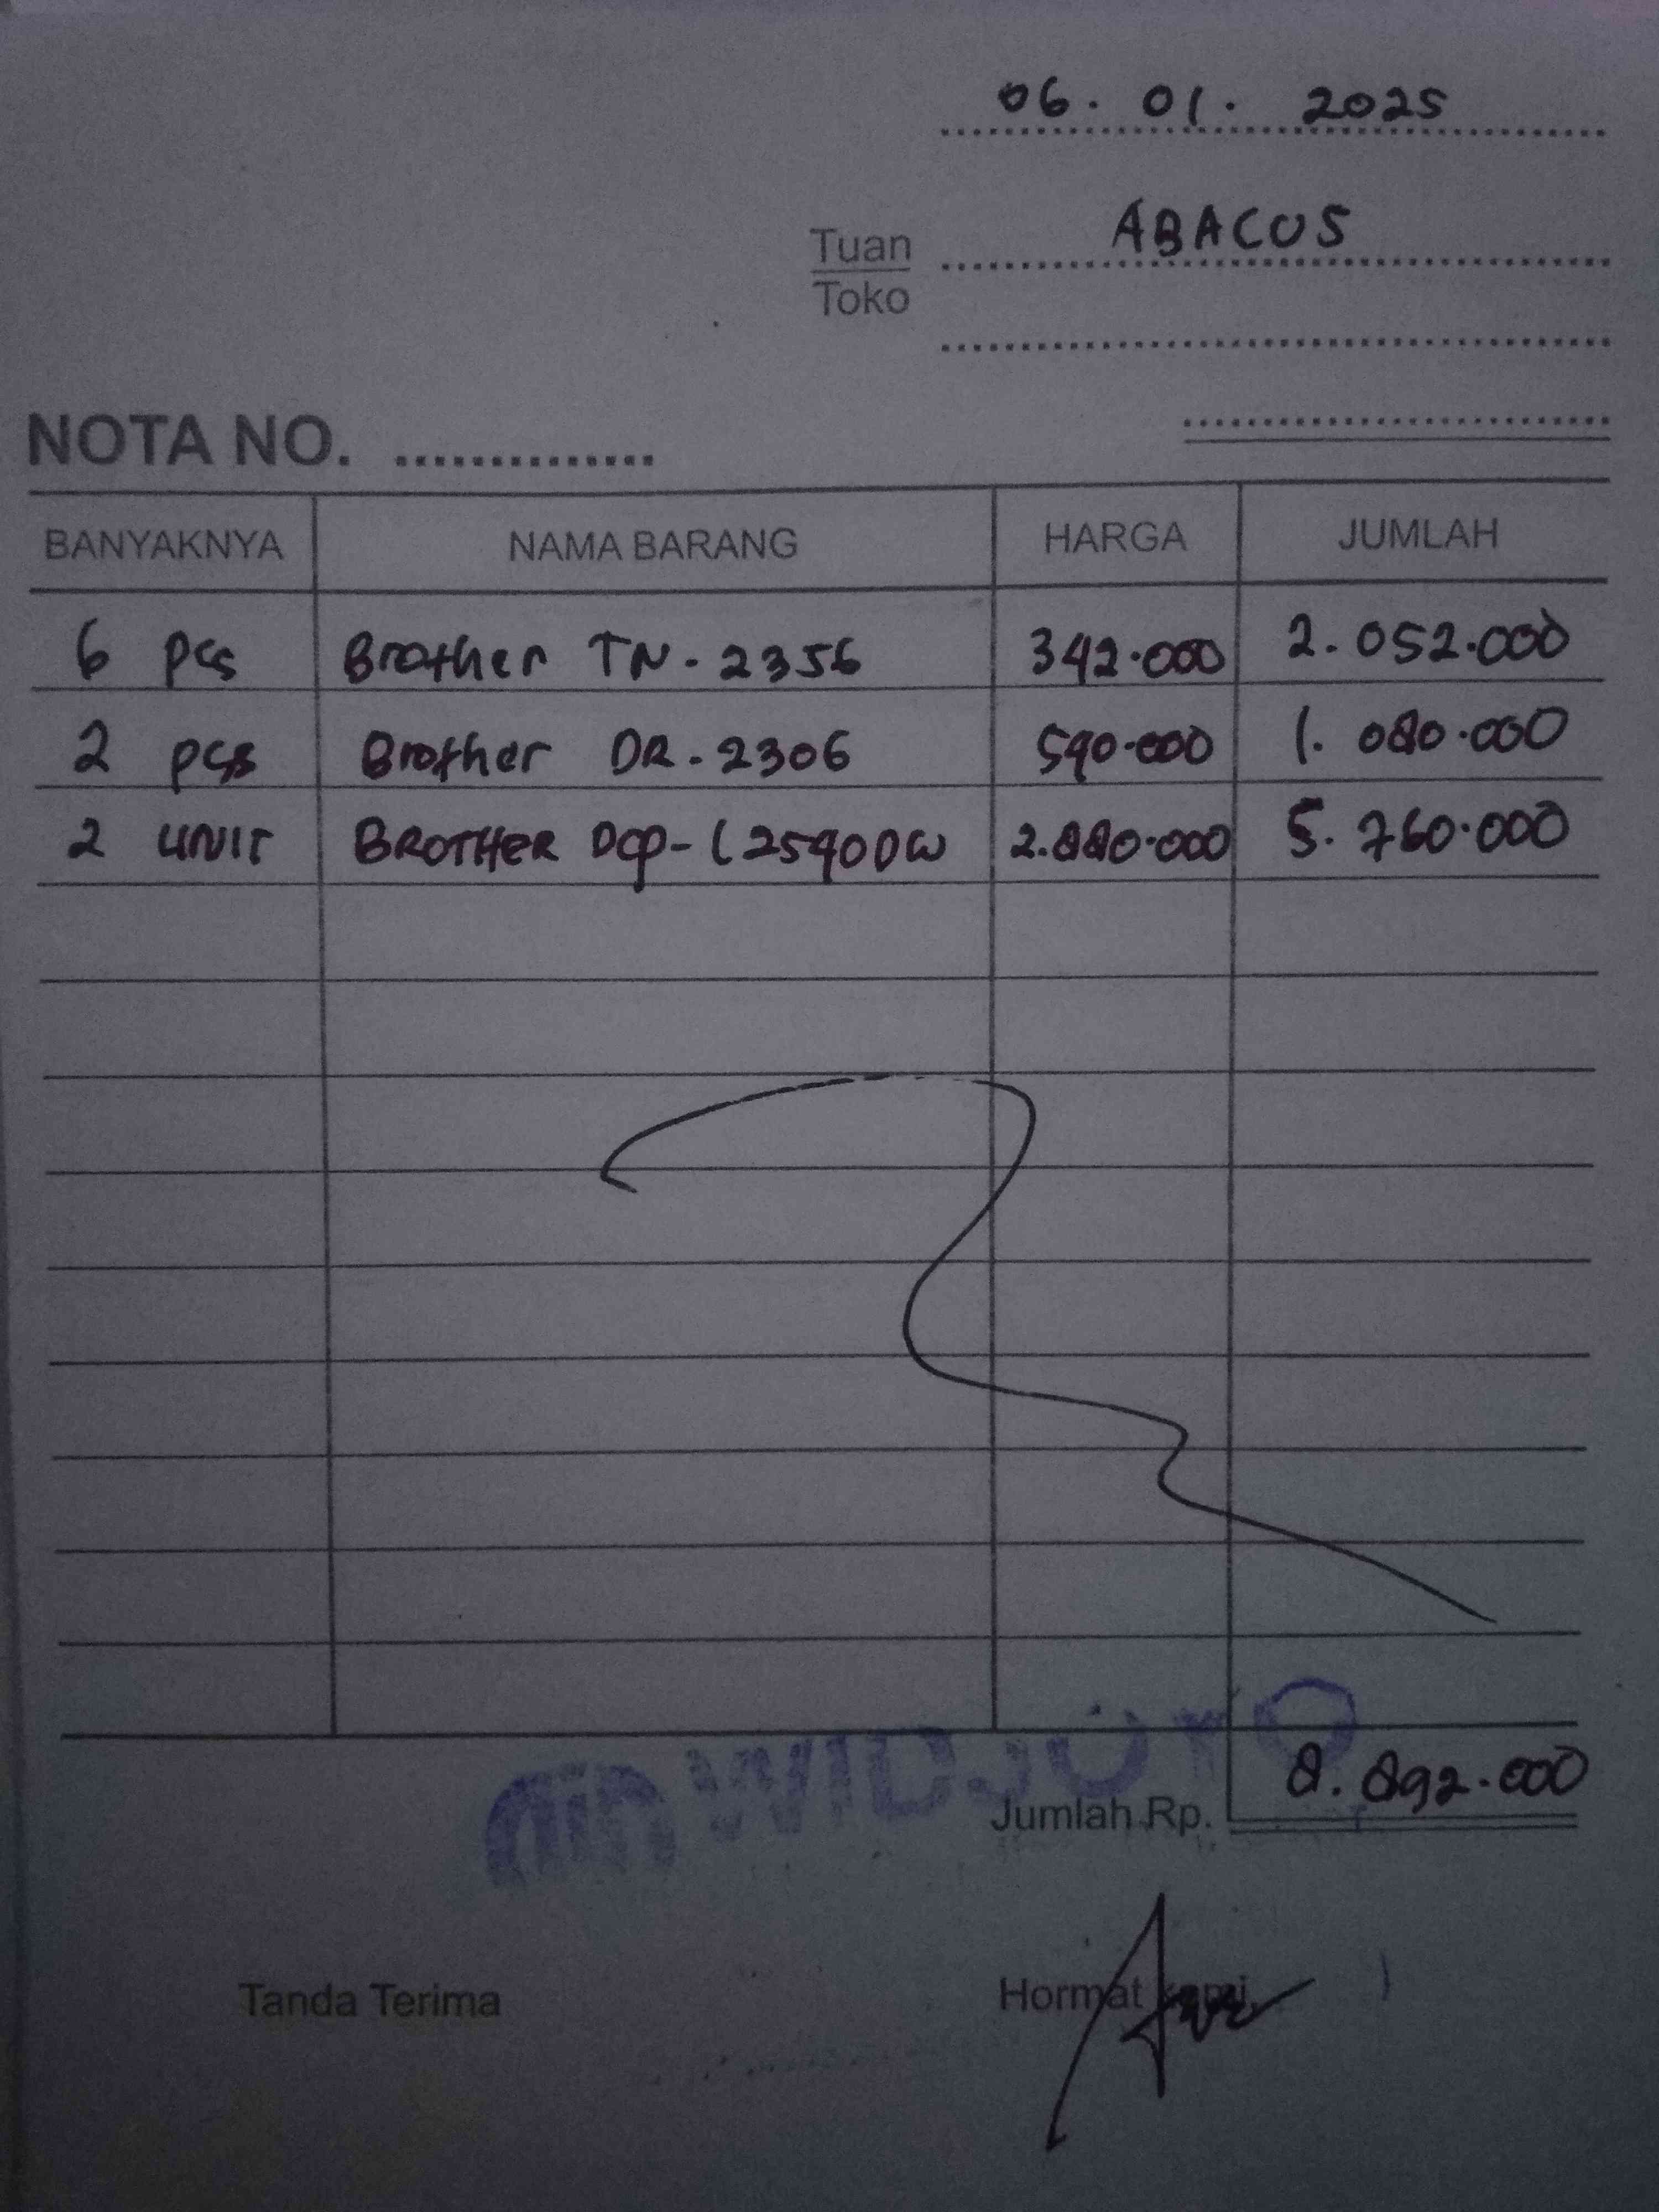 06. 01. 2025
Tuan
Toko
ABACUS
NOTA NO. ..............
BANYAKNYA NAMA BARANG HARGA JUMLAH
6 pcs Brother TN-2356 342.000 2.052.000
2 pcs Brother DR-2306 540.000 1.080.000
2 UNIT BROTHER DCP-L2540DW 2.880.000 5.760.000
WIDJOYO
Jumlah Rp. 8.892.000
Tanda Terima Hormat kami,